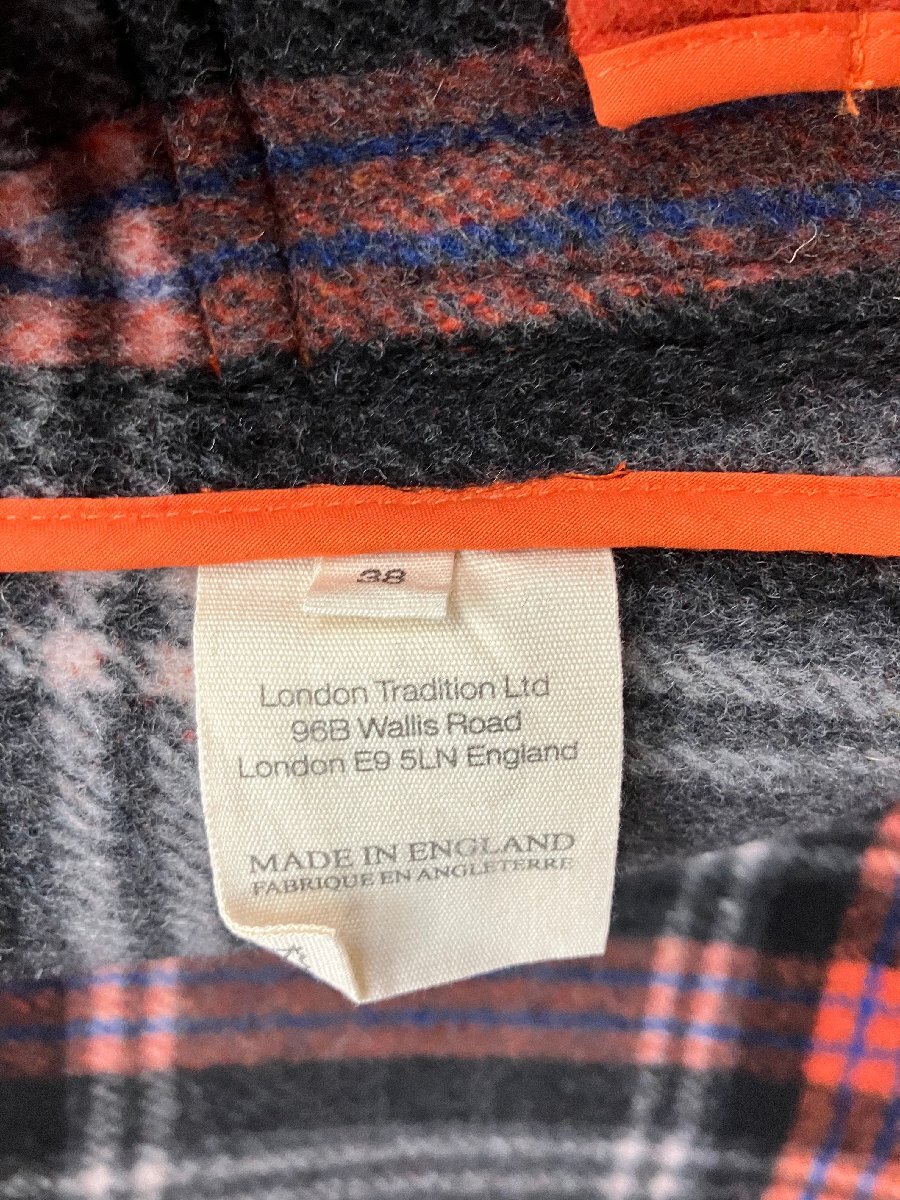 38
London Tradition Ltd
96B Wallis Road
London E9 5LN England
MADE IN ENGLAND
FABRIQUE EN ANGLETERRE